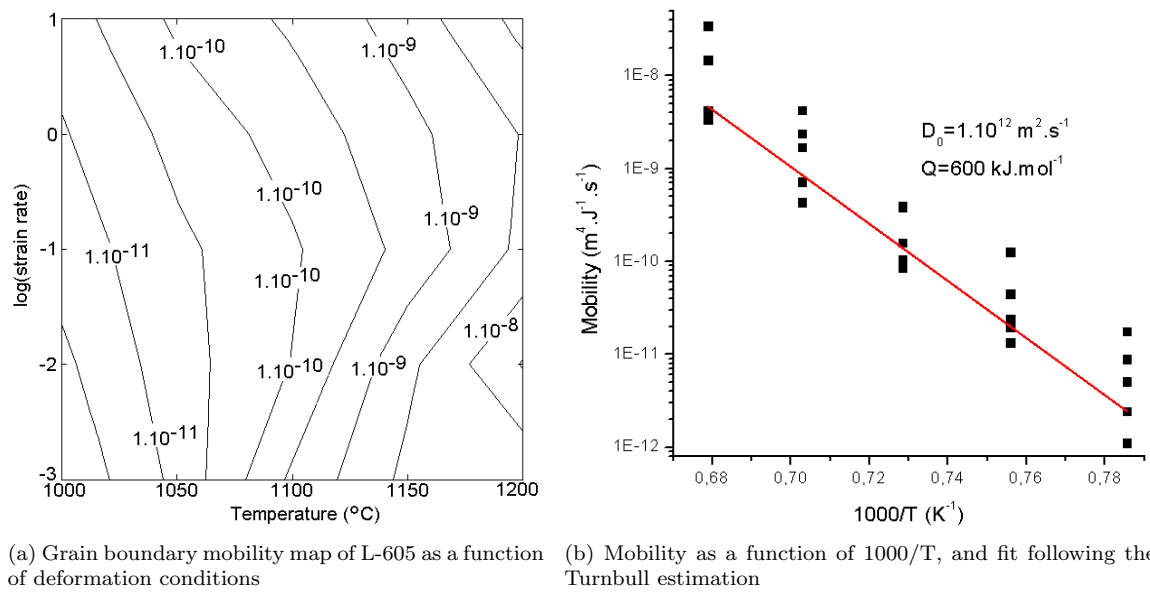 1
0
-1
-2
-3
log(strain rate)
1.10⁻¹⁰
1.10⁻⁹
1.10⁻¹⁰
1.10⁻⁹
1.10⁻¹¹
1.10⁻¹⁰
1.10⁻⁸
1.10⁻¹⁰
1.10⁻⁹
1.10⁻¹¹
1000 1050 1100 1150 1200
Temperature (°C)
(a) Grain boundary mobility map of L-605 as a function
of deformation conditions
1E-8
1E-9
1E-10
1E-11
1E-12
Mobility (m⁴.J⁻¹.s⁻¹)
D₀=1.10¹² m².s⁻¹
Q=600 kJ.mol⁻¹
0,68 0,70 0,72 0,74 0,76 0,78
1000/T (K⁻¹)
(b) Mobility as a function of 1000/T, and fit following the
Turnbull estimation